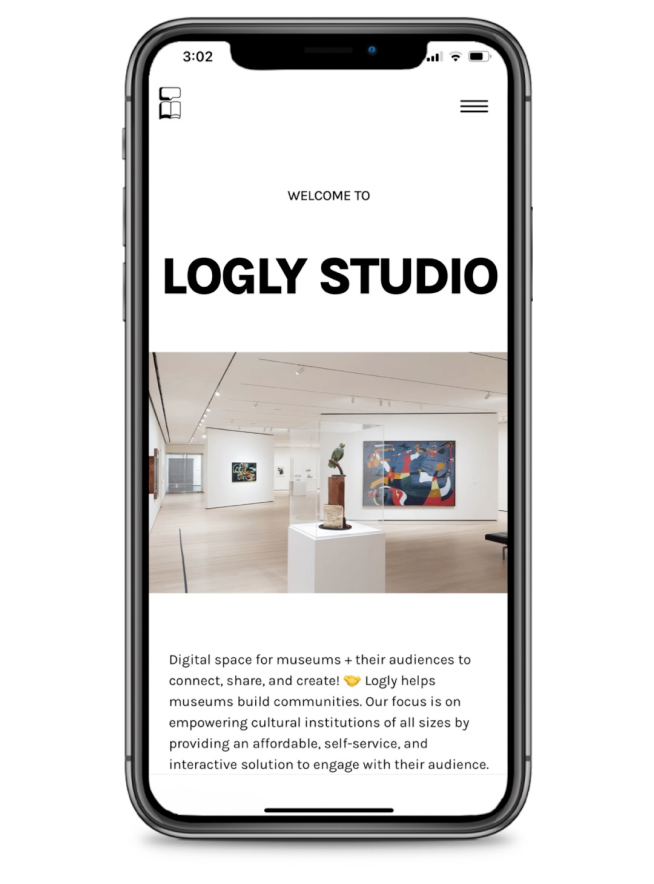 3:02
WELCOME TO
LOGLY STUDIO
Digital space for museums + their audiences to
connect, share, and create! 🤝 Logly helps
museums build communities. Our focus is on
empowering cultural institutions of all sizes by
providing an affordable, self-service, and
interactive solution to engage with their audience.